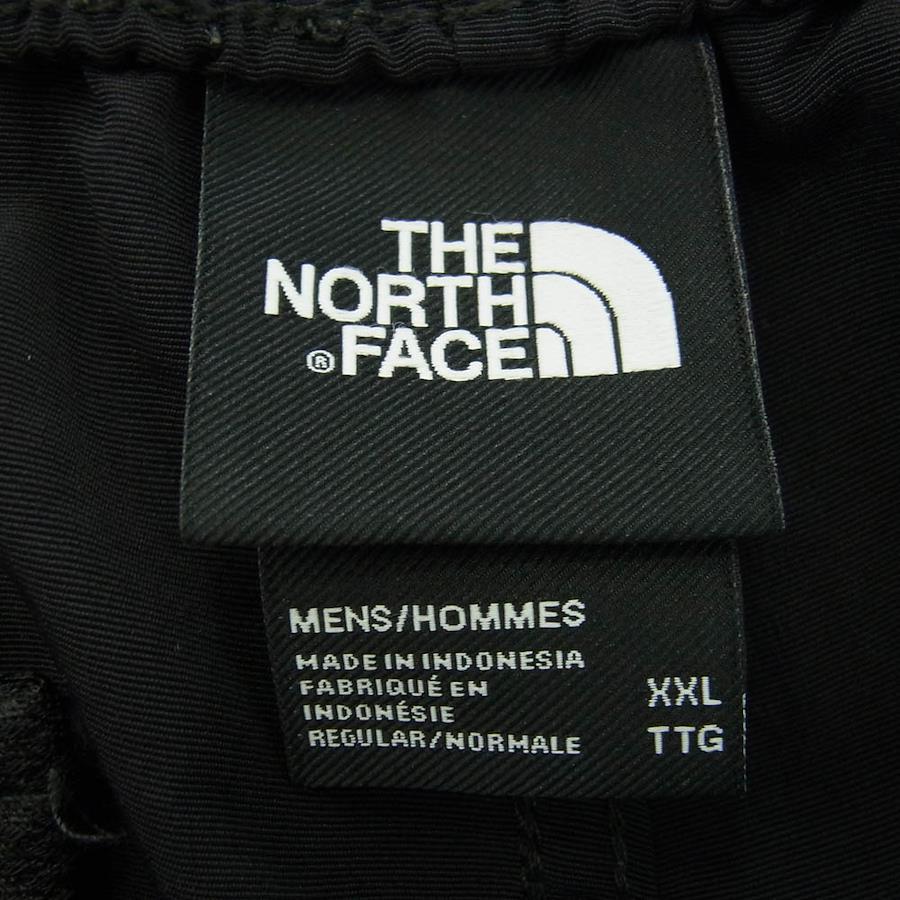 THE
NORTH
® FACE
MENS/HOMMES
MADE IN INDONESIA
FABRIQUÉ EN
INDONÉSIE
REGULAR/NORMALE
XXL
TTG